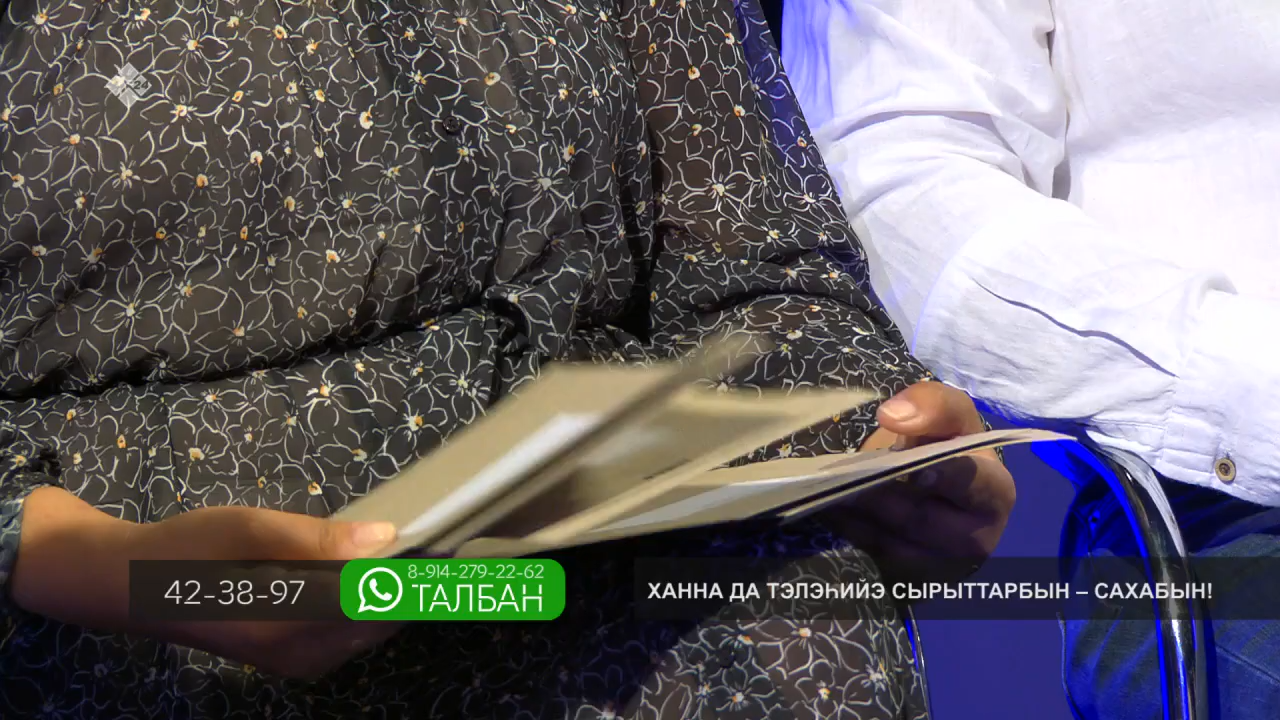 42-38-97
8-914-279-22-62
ТАЛБАН
ХАННА ДА ТЭЛЭҺИЙЭ СЫРЫТТАРБЫН – САХАБЫН!